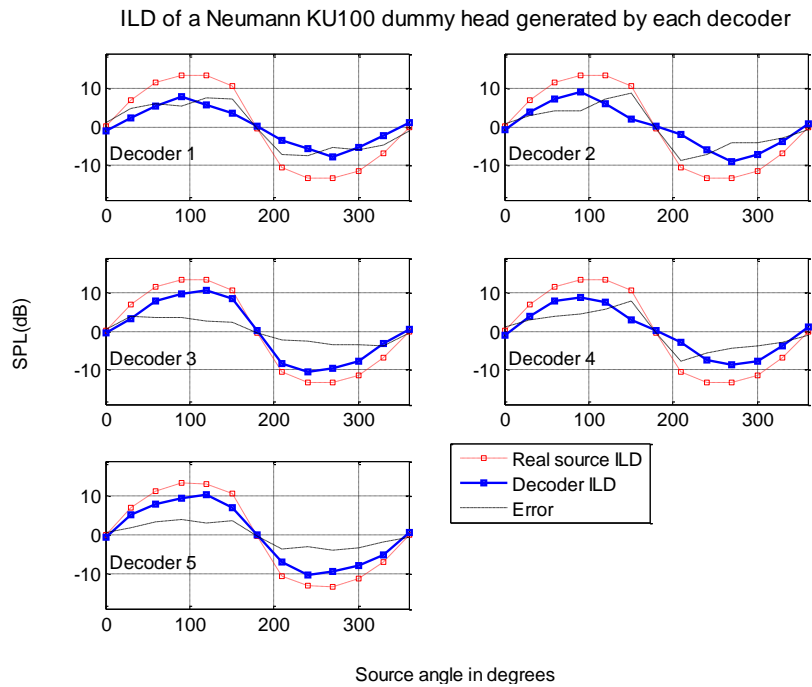 ILD of a Neumann KU100 dummy head generated by each decoder
10
0
-10
Decoder 1
0 100 200 300
10
0
-10
Decoder 2
0 100 200 300
SPL(dB)
10
0
-10
Decoder 3
0 100 200 300
10
0
-10
Decoder 4
0 100 200 300
10
0
-10
Decoder 5
0 100 200 300
Real source ILD
Decoder ILD
Error
Source angle in degrees